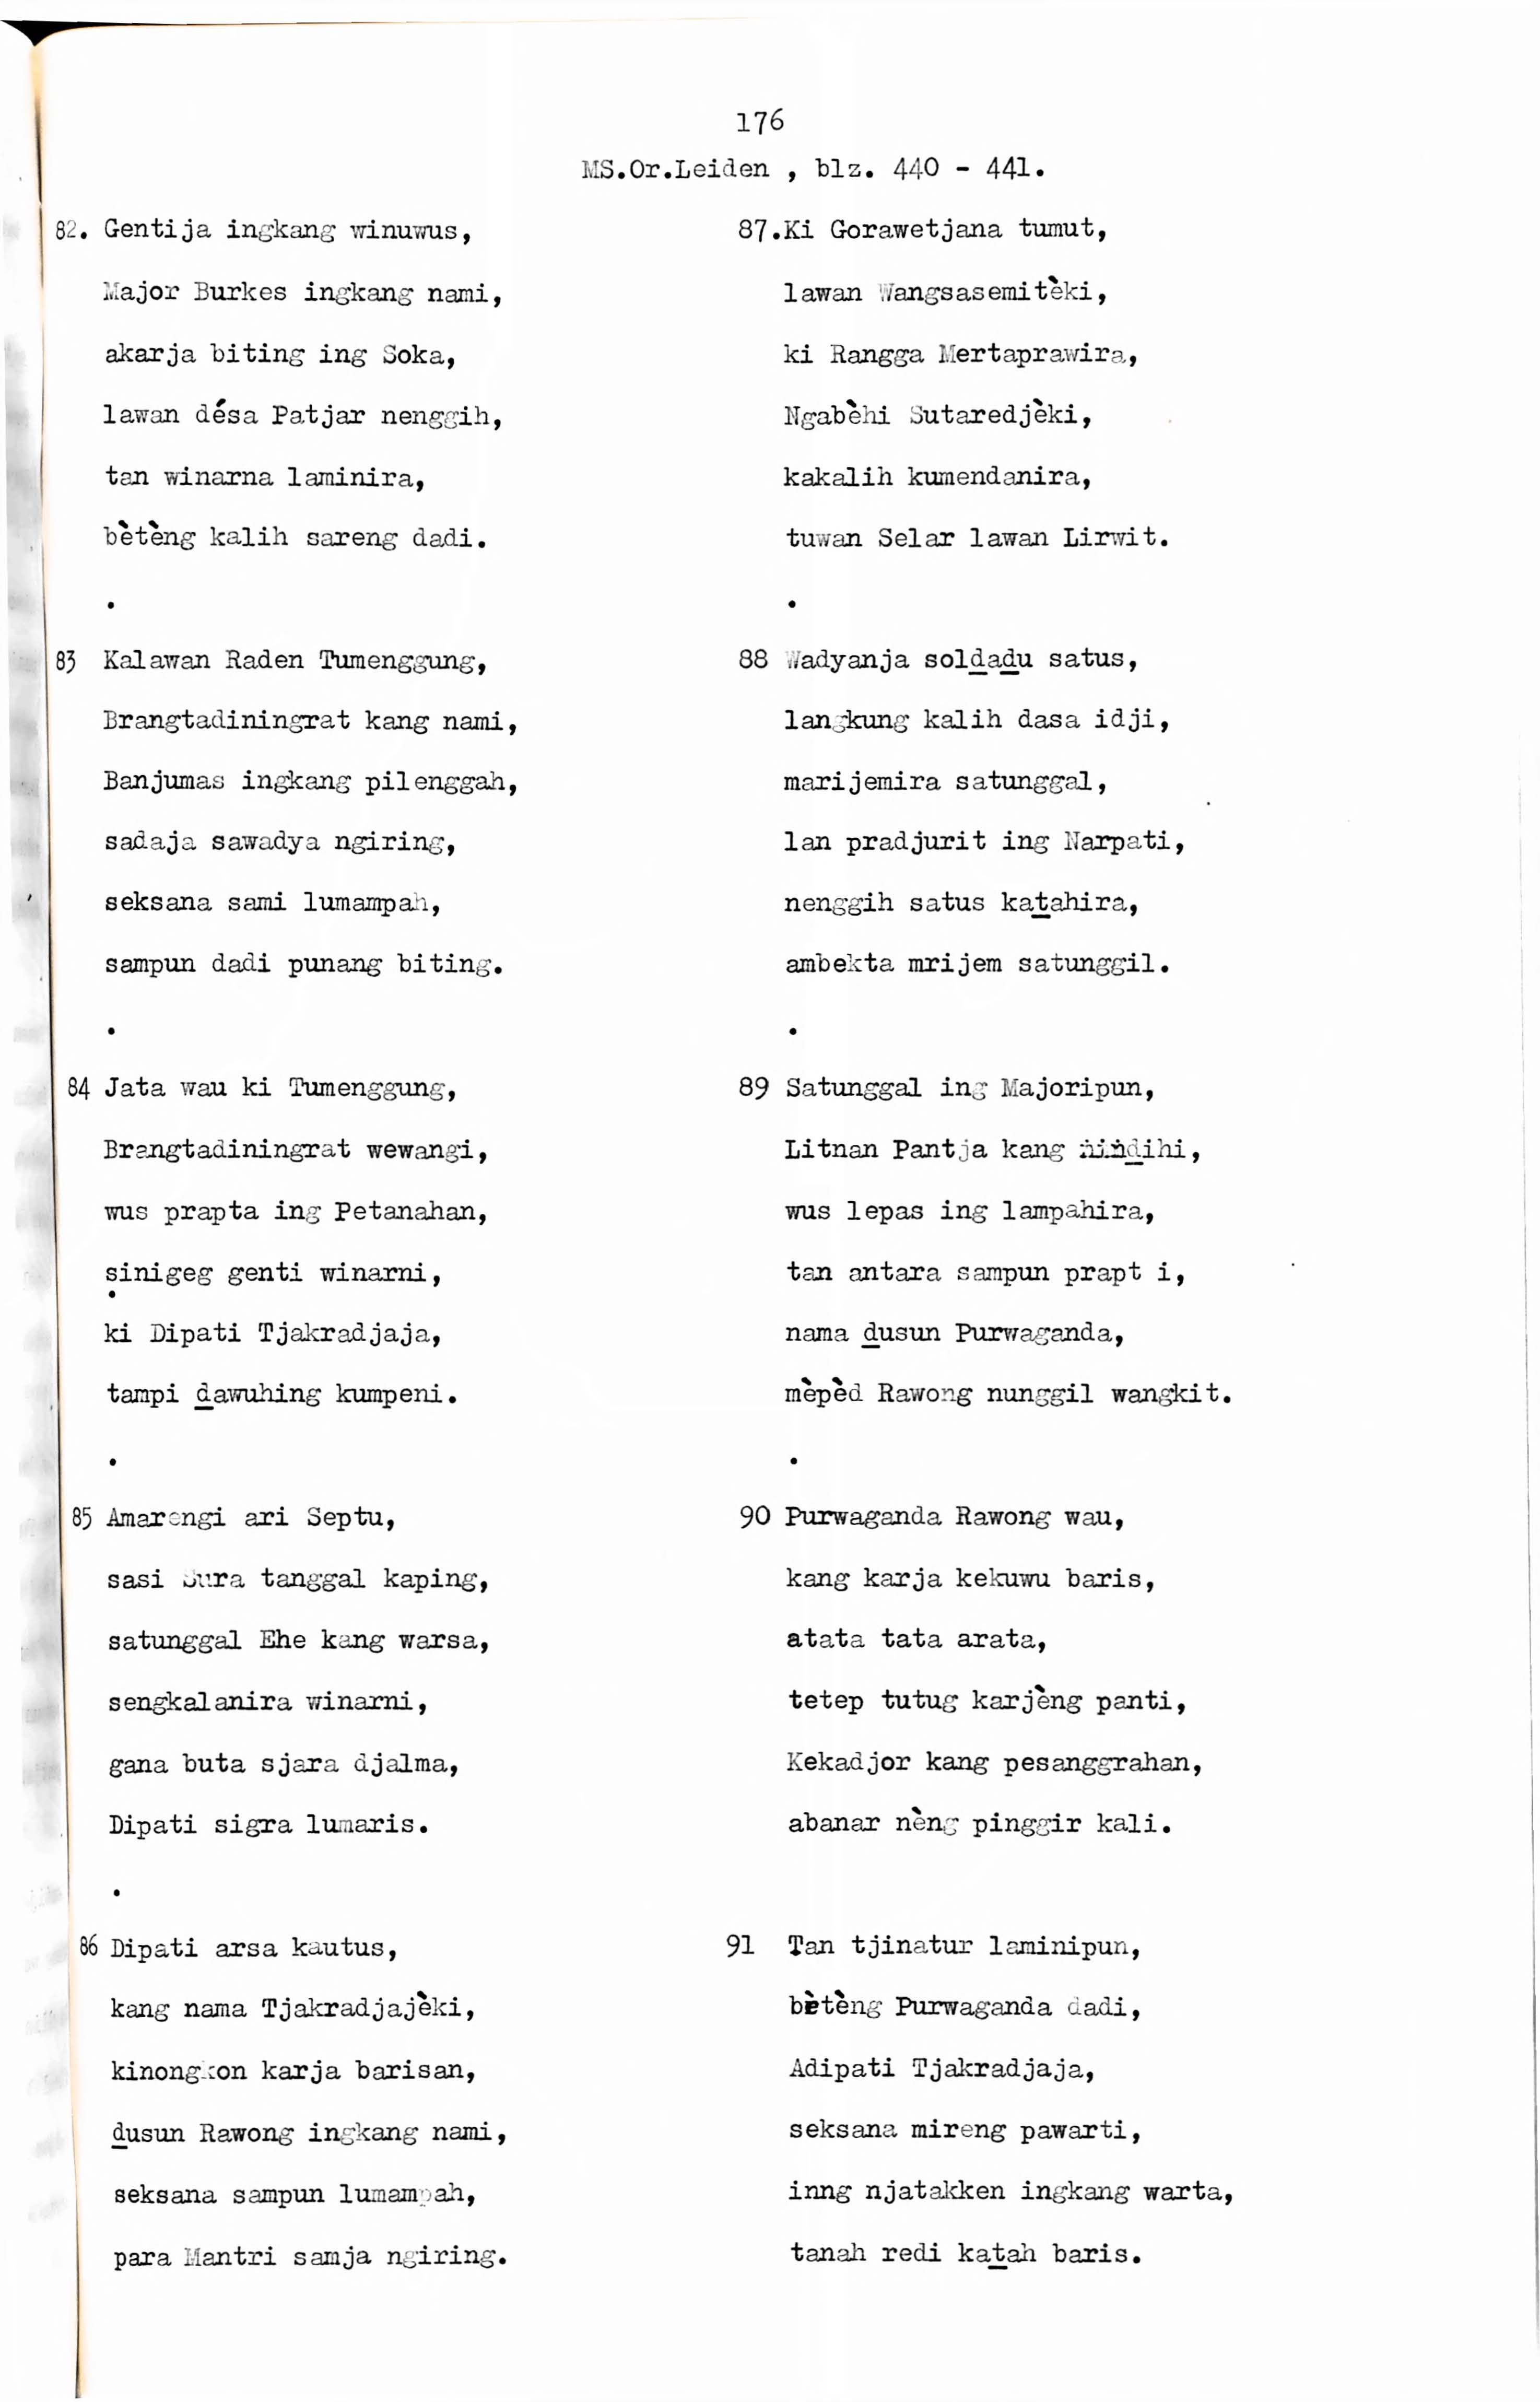 176
MS.Or.Leiden , blz. 440 - 441.
82. Gentija ingkang winuwus,
Major Burkes ingkang nami,
akarja biting ing Soka,
lawan désa Patjar nenggih,
tan winarna laminira,
bètèng kalih sareng dadi.
.
83 Kalawan Raden Tumenggung,
Brangtadiningrat kang nami,
Banjumas ingkang pilenggah,
sadaja sawadya ngiring,
seksana sami lumampah,
sampun dadi punang biting.
.
84 Jata wau ki Tumenggung,
Brangtadiningrat wewangi,
wus prapta ing Petanahan,
sinigeg genti winarni,
ki Dipati Tjakradjaja,
tampi ḏawuhing kumpeni.
.
85 Amarengi ari Septu,
sasi Sura tanggal kaping,
satunggal Ehe kang warsa,
sengkalanira winarni,
gana buta sjara djalma,
Dipati sigra lumaris.
.
86 Dipati arsa kautus,
kang nama Tjakradjajèki,
kinongkon karja barisan,
ḏusun Rawong ingkang nami,
seksana sampun lumampah,
para Mantri samja ngiring.
87.Ki Gorawetjana tumut,
lawan Wangsasemitèki,
ki Rangga Mertaprawira,
Ngabèhi Sutaredjèki,
kakalih kumendanira,
tuwan Selar lawan Lirwit.
.
88 Wadyanja solḏaḏu satus,
langkung kalih dasa idji,
marijemira satunggal,
lan pradjurit ing Narpati,
nenggih satus kaṯahira,
ambekta mrijem satunggil.
.
89 Satunggal ing Majoripun,
Litnan Pantja kang ṅiṅḏihi,
wus lepas ing lampahira,
tan antara sampun prapt i,
nama ḏusun Purwaganda,
mèpèd Rawong nunggil wangkit.
.
90 Purwaganda Rawong wau,
kang karja kekuwu baris,
atata tata arata,
tetep tutug karjèng panti,
Kekadjor kang pesanggrahan,
abanar nèng pinggir kali.
91 Tan tjinatur laminipun,
bètèng Purwaganda dadi,
Adipati Tjakradjaja,
seksana mireng pawarti,
inng njatakken ingkang warta,
tanah redi kaṯah baris.